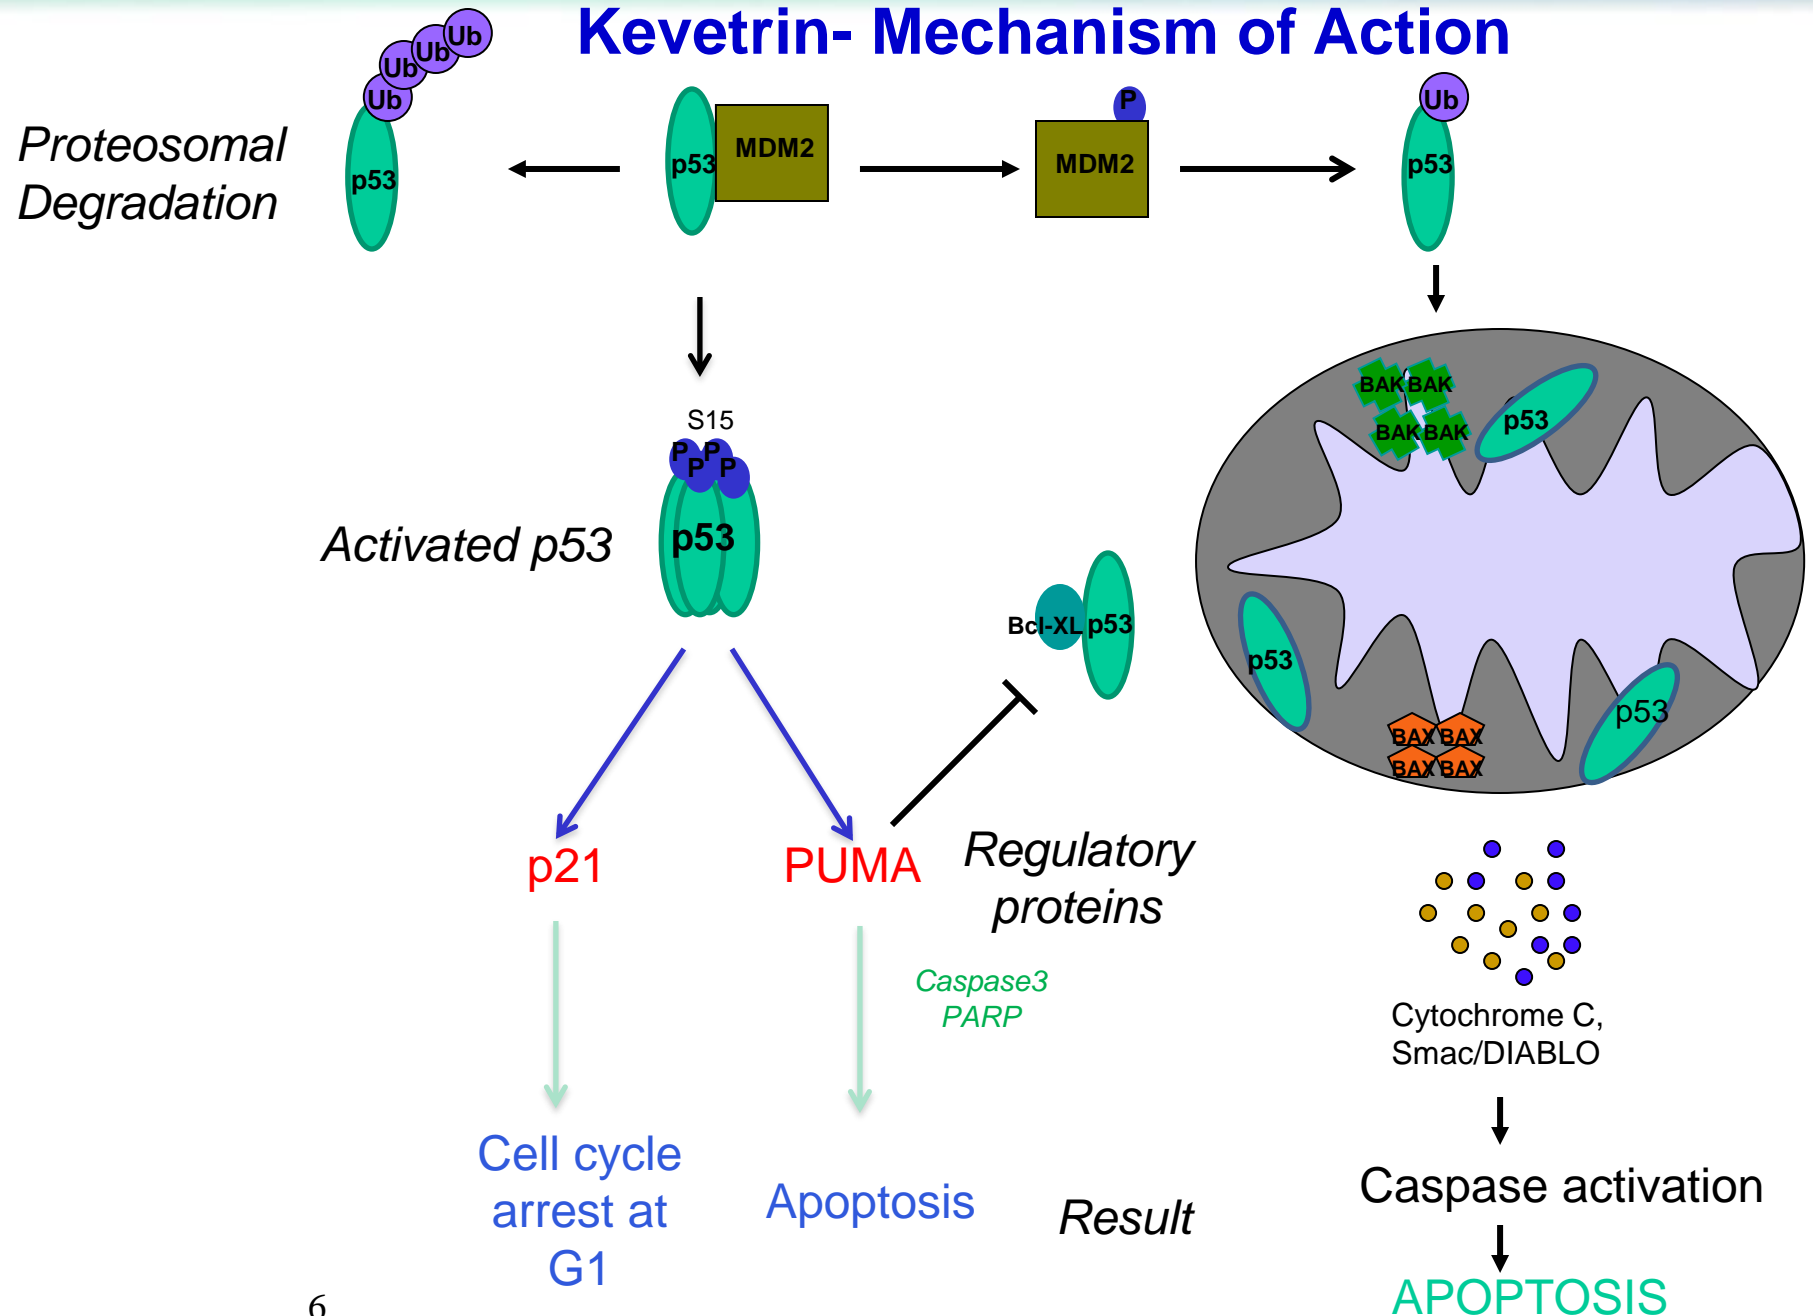 Kevetrin- Mechanism of Action
Ub
Ub
Ub
Ub
p53
Proteosomal
Degradation
p53
MDM2
P
MDM2
Ub
p53
S15
P
P
P
P
p53
Activated p53
BAK
BAK
BAK
BAK
p53
p53
p53
BAX
BAX
BAX
BAX
Bcl-XL
p53
p21
PUMA
Regulatory
proteins
Caspase3
PARP
Cytochrome C,
Smac/DIABLO
Cell cycle
arrest at
G1
Apoptosis
Result
Caspase activation
APOPTOSIS
6